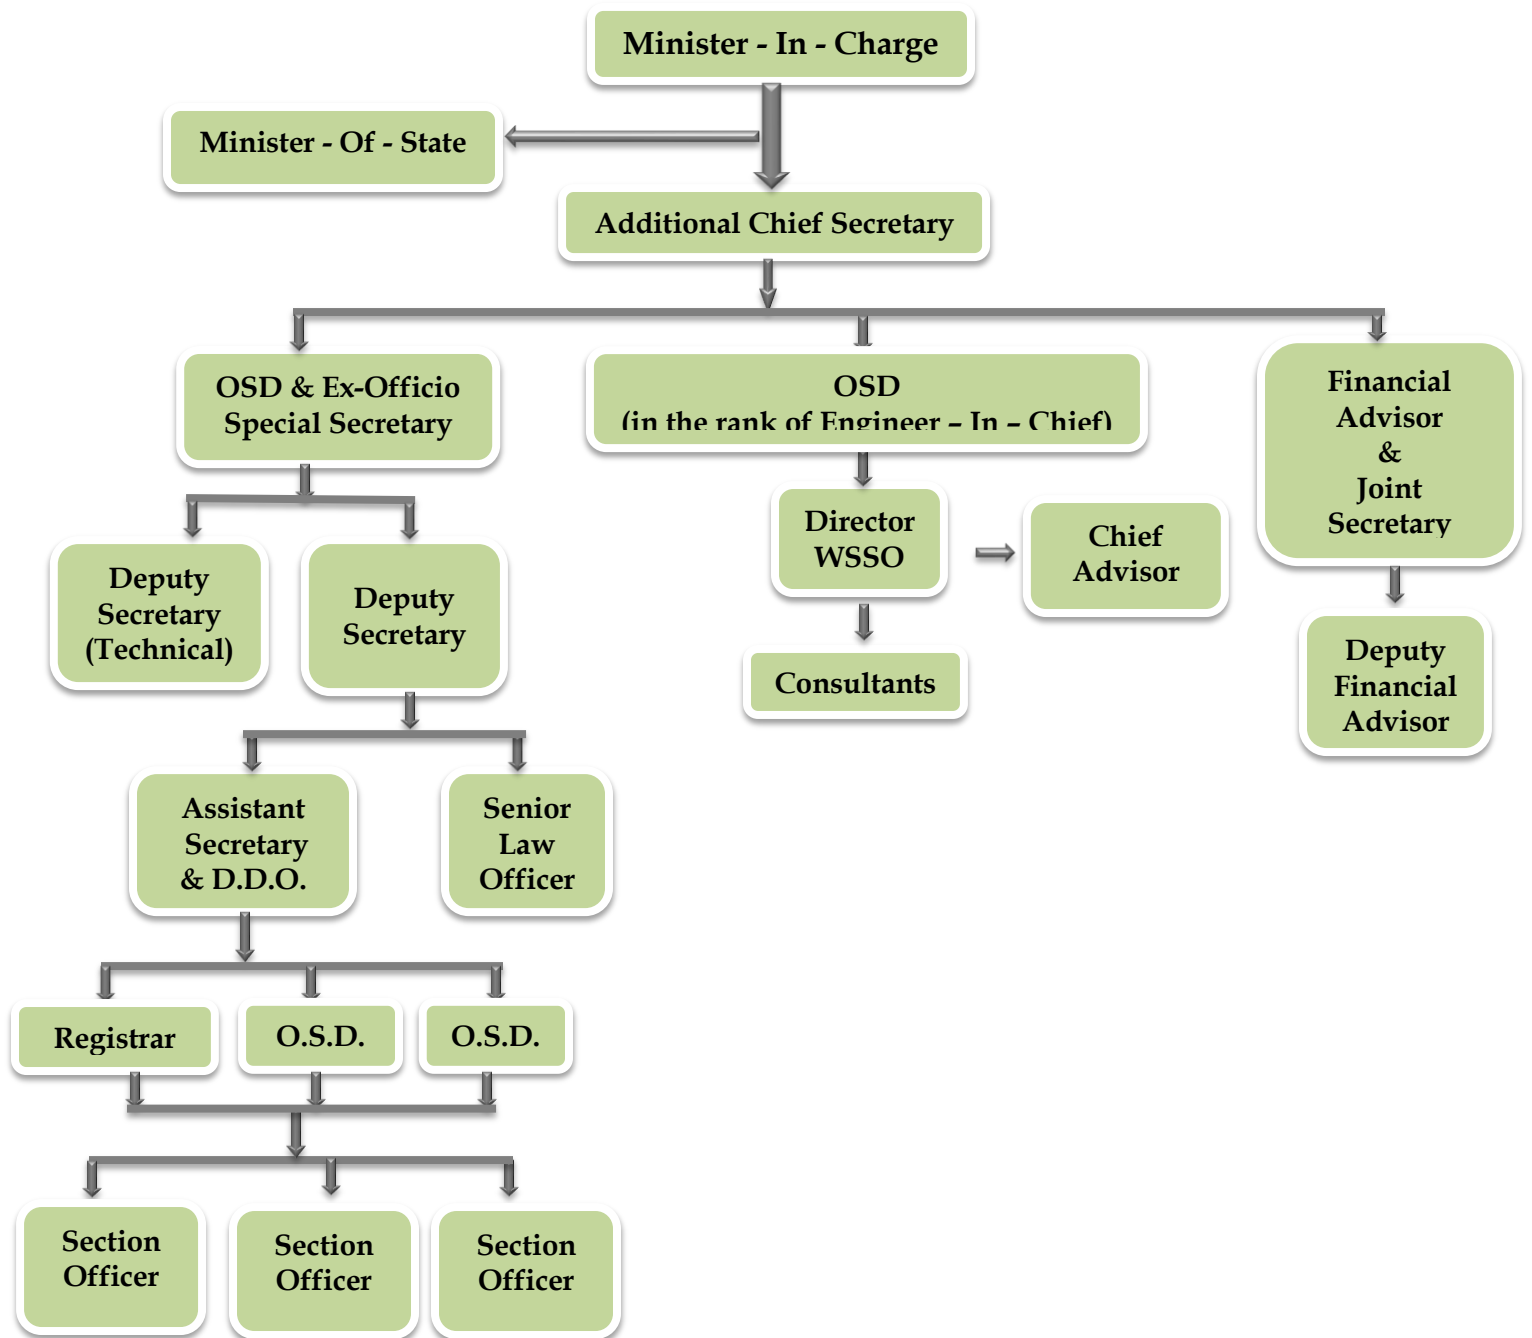 Minister - In - Charge
Minister - Of - State
Additional Chief Secretary
OSD & Ex-Officio
Special Secretary
OSD
(in the rank of Engineer – In – Chief)
Financial
Advisor
&
Joint
Secretary
Deputy
Secretary
(Technical)
Deputy
Secretary
Director
WSSO
Chief
Advisor
Consultants
Deputy
Financial
Advisor
Assistant
Secretary
& D.D.O.
Senior
Law
Officer
Registrar
O.S.D.
O.S.D.
Section
Officer
Section
Officer
Section
Officer